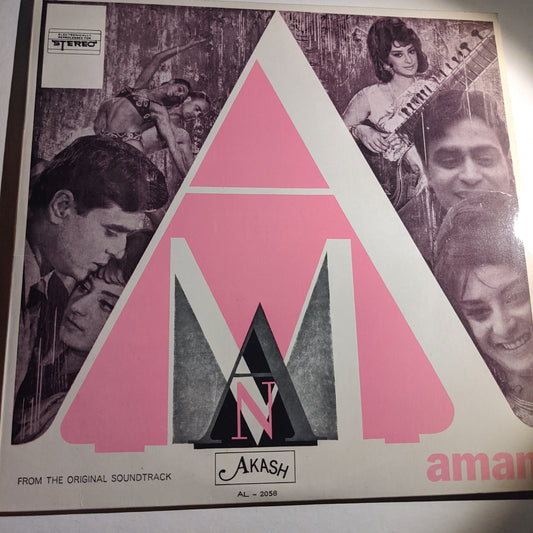 ELECTRONICALLY
REPROCESSED FOR
STEREO
A
M
A
N
AKASH
FROM THE ORIGINAL SOUNDTRACK
AL - 2058
aman